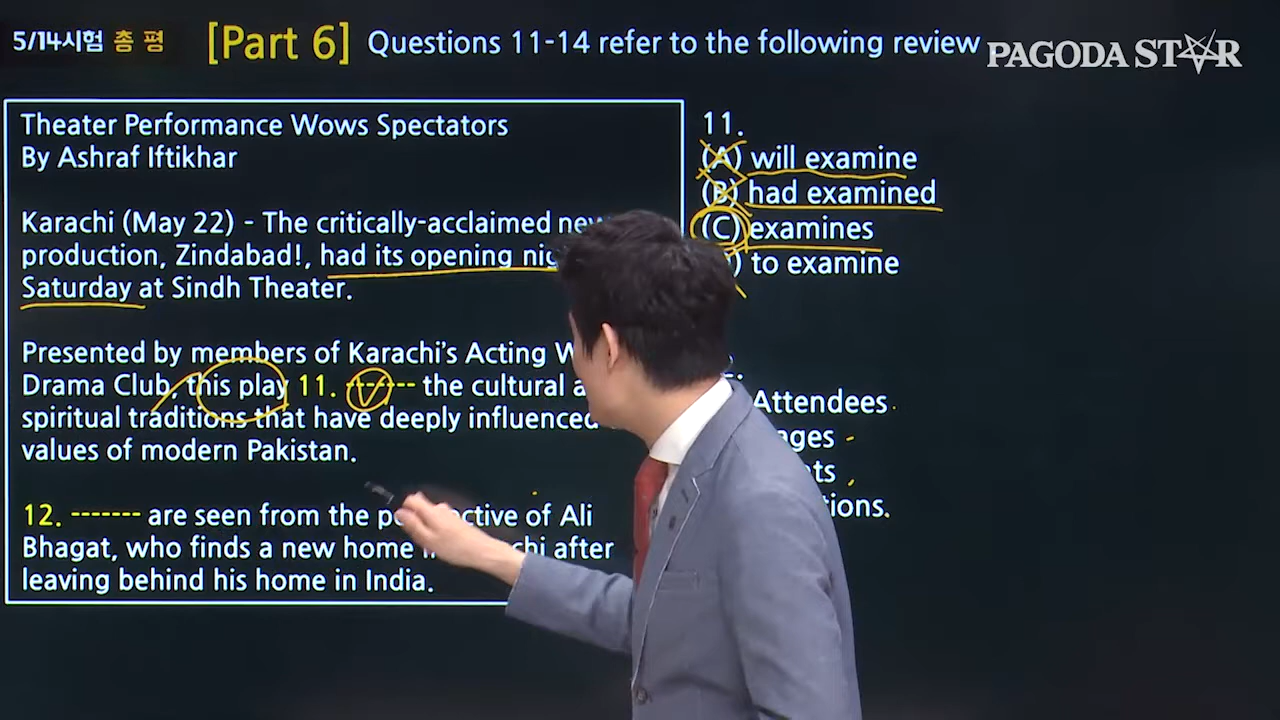 5/14시험 총평 [Part 6] Questions 11-14 refer to the following review
PAGODA STAR
Theater Performance Wows Spectators
By Ashraf Iftikhar
Karachi (May 22) - The critically-acclaimed new
production, Zindabad!, had its opening
Saturday at Sindh Theater.
Presented by members of Karachi's Acting
Drama Club, this play 11. ------- the cultural
spiritual traditions that have deeply influenced
values of modern Pakistan.
12. ------- are seen from the of Ali
Bhagat, who finds a new home after
leaving behind his home in India.
11.
(A) will examine
(B) had examined
(C) examines
to examine
Attendees